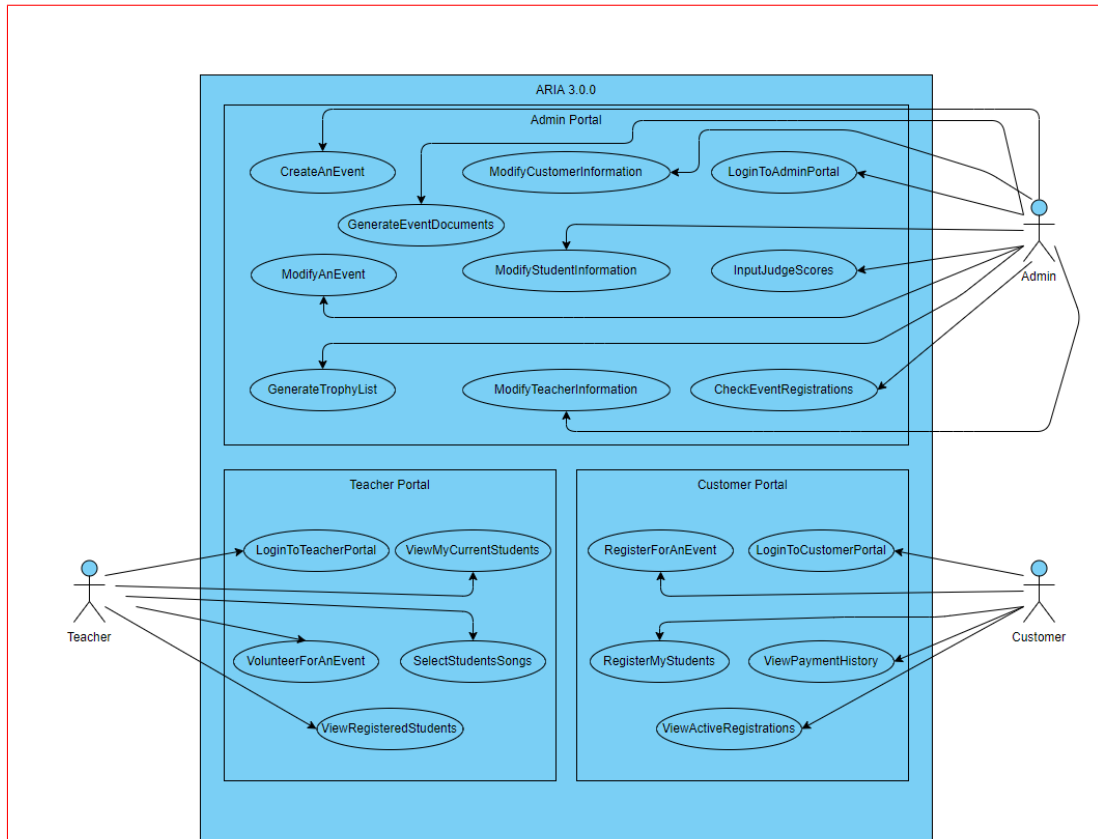 ARIA 3.0.0
Admin Portal
CreateAnEvent
ModifyCustomerInformation
LoginToAdminPortal
GenerateEventDocuments
ModifyAnEvent
ModifyStudentInformation
InputJudgeScores
Admin
GenerateTrophyList
ModifyTeacherInformation
CheckEventRegistrations
Teacher Portal
Customer Portal
LoginToTeacherPortal
ViewMyCurrentStudents
RegisterForAnEvent
LoginToCustomerPortal
Teacher
Customer
VolunteerForAnEvent
SelectStudentsSongs
RegisterMyStudents
ViewPaymentHistory
ViewRegisteredStudents
ViewActiveRegistrations